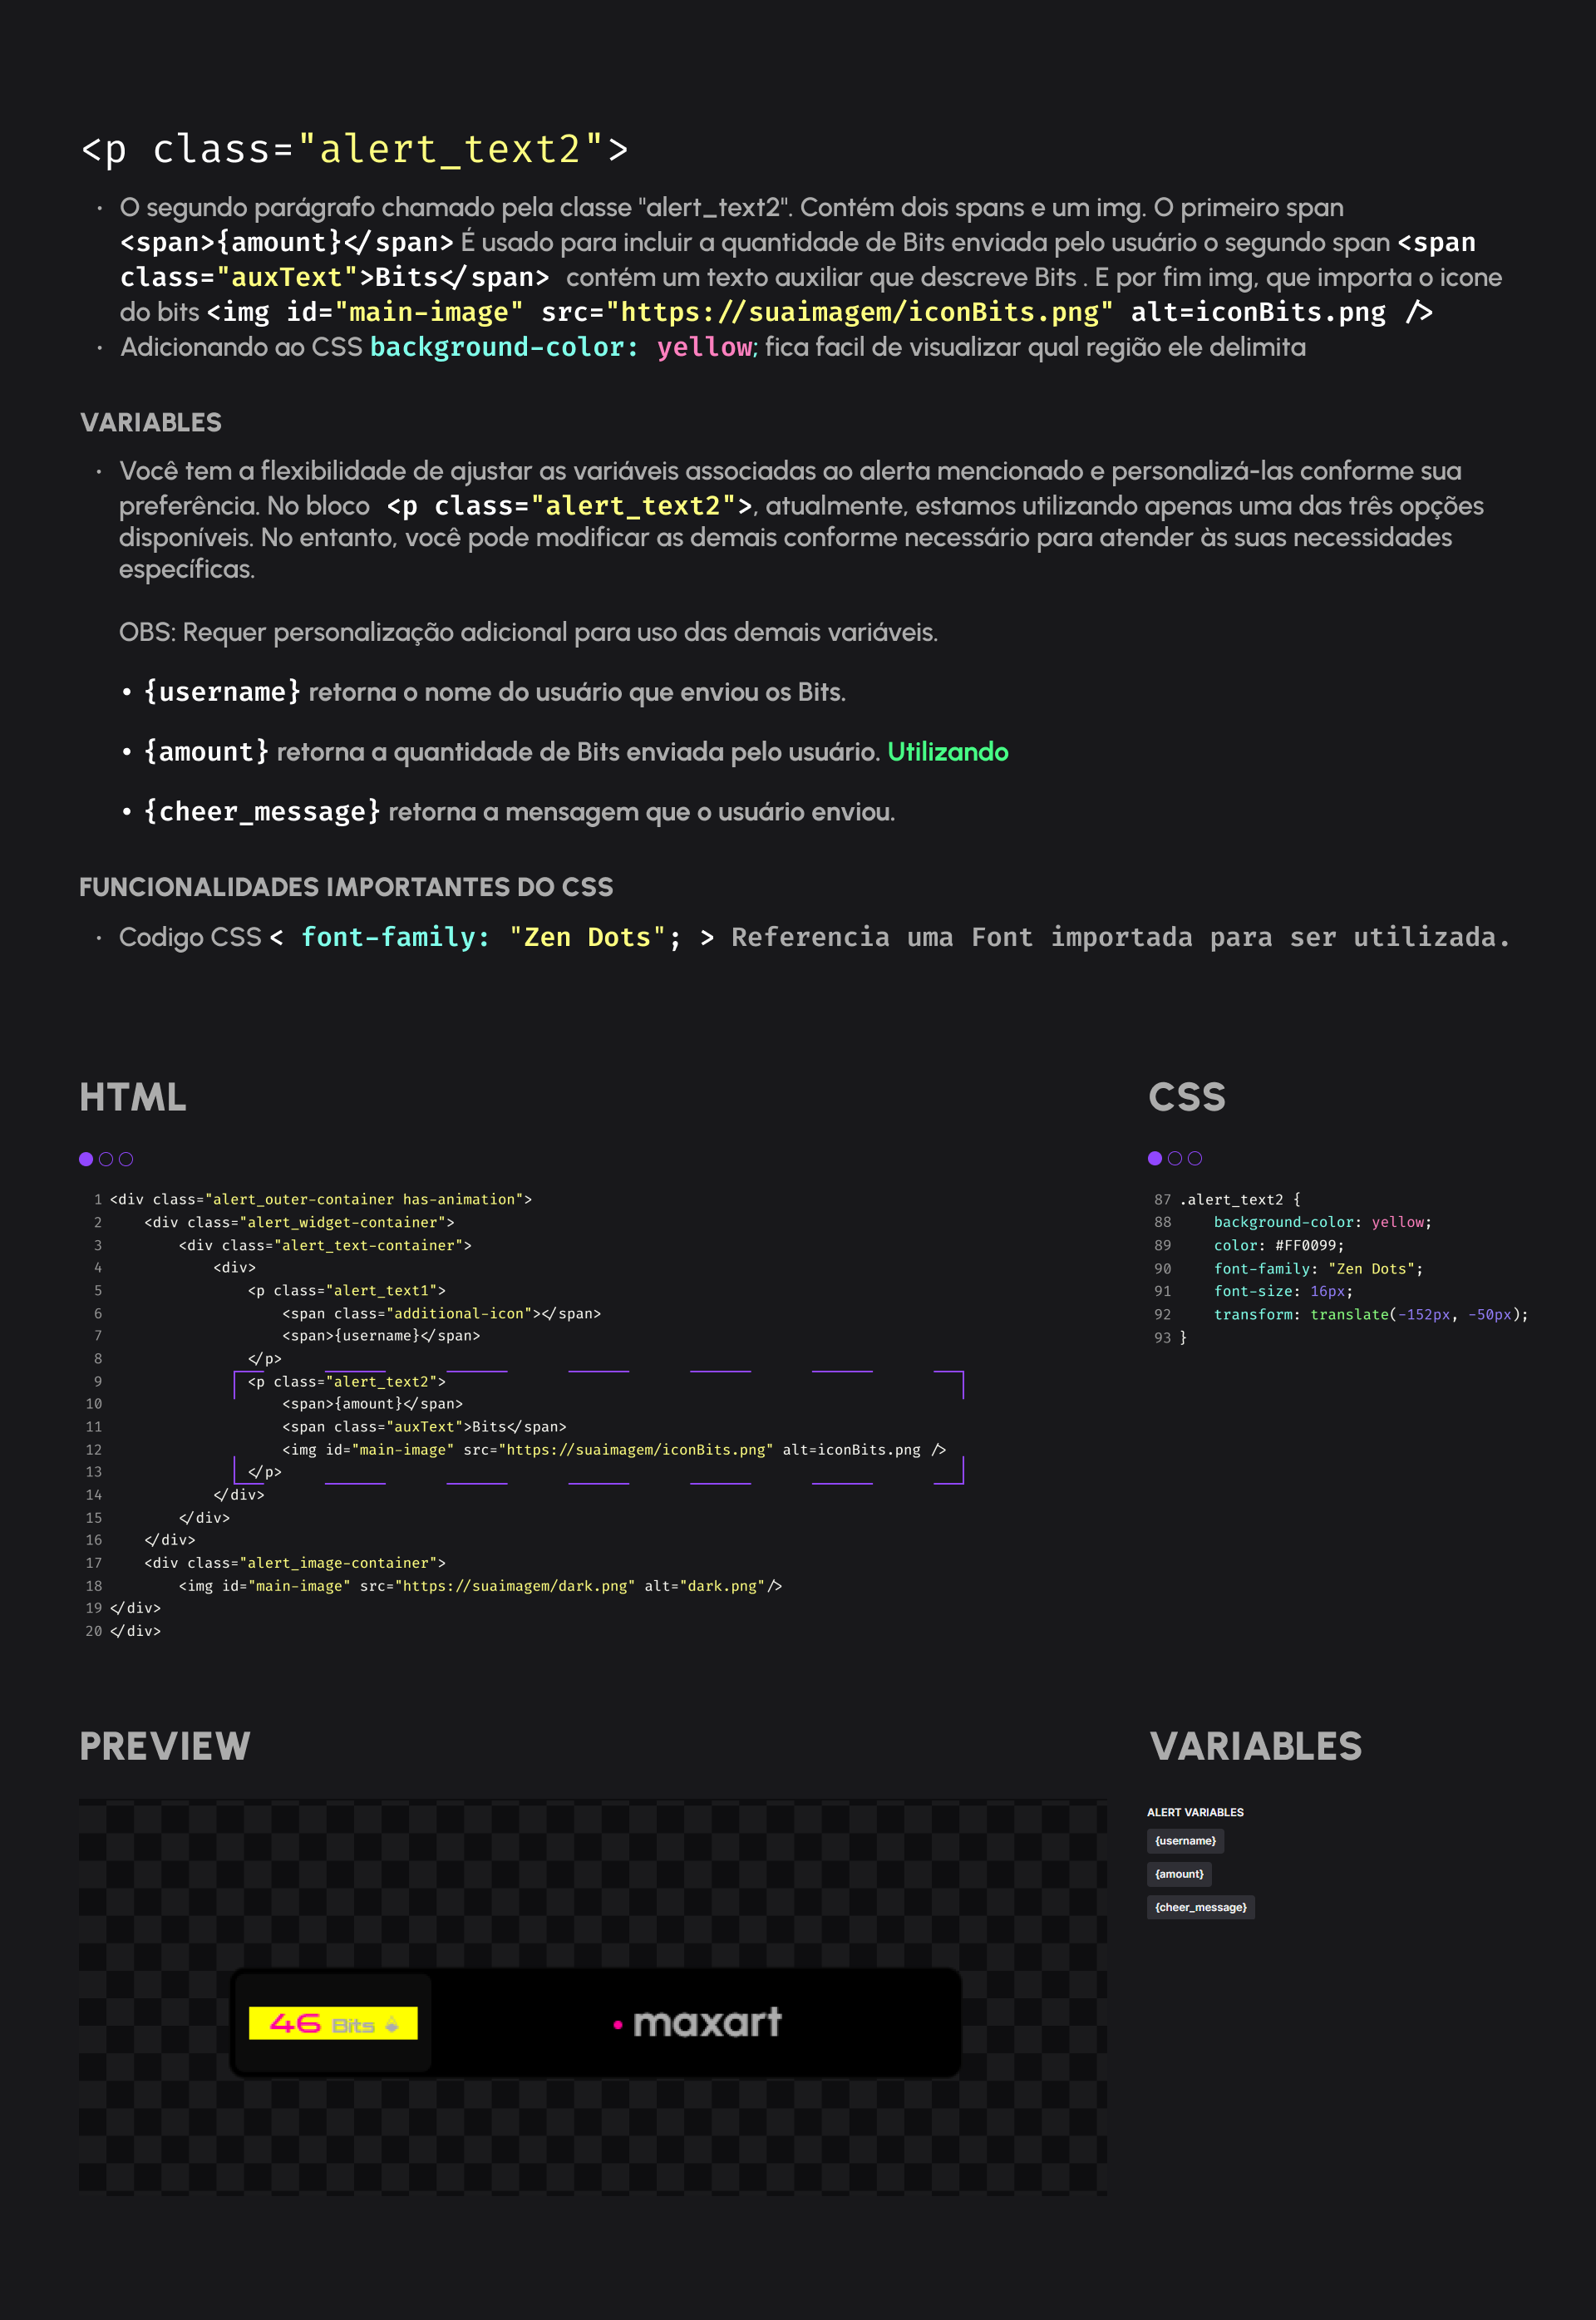 <p class="alert_text2">
• O segundo parágrafo chamado pela classe "alert_text2". Contém dois spans e um img. O primeiro span
<span>{amount}</span> É usado para incluir a quantidade de Bits enviada pelo usuário o segundo span <span
class="auxText">Bits</span> contém um texto auxiliar que descreve Bits . E por fim img, que importa o icone
do bits <img id="main-image" src="https://suaimagem/iconBits.png" alt=iconBits.png />
• Adicionando ao CSS background-color: yellow; fica facil de visualizar qual região ele delimita
VARIABLES
• Você tem a flexibilidade de ajustar as variáveis associadas ao alerta mencionado e personalizá-las conforme sua
preferência. No bloco <p class="alert_text2">, atualmente, estamos utilizando apenas uma das três opções
disponíveis. No entanto, você pode modificar as demais conforme necessário para atender às suas necessidades
específicas.
OBS: Requer personalização adicional para uso das demais variáveis.
• {username} retorna o nome do usuário que enviou os Bits.
• {amount} retorna a quantidade de Bits enviada pelo usuário. Utilizando
• {cheer_message} retorna a mensagem que o usuário enviou.
FUNCIONALIDADES IMPORTANTES DO CSS
• Codigo CSS < font-family: "Zen Dots"; > Referencia uma Font importada para ser utilizada.
HTML
1 <div class="alert_outer-container has-animation">
2 <div class="alert_widget-container">
3 <div class="alert_text-container">
4 <div>
5 <p class="alert_text1">
6 <span class="additional-icon"></span>
7 <span>{username}</span>
8 </p>
9 <p class="alert_text2">
10 <span>{amount}</span>
11 <span class="auxText">Bits</span>
12 <img id="main-image" src="https://suaimagem/iconBits.png" alt=iconBits.png />
13 </p>
14 </div>
15 </div>
16 </div>
17 <div class="alert_image-container">
18 <img id="main-image" src="https://suaimagem/dark.png" alt="dark.png"/>
19 </div>
20 </div>
CSS
87 .alert_text2 {
88 background-color: yellow;
89 color: #FF0099;
90 font-family: "Zen Dots";
91 font-size: 16px;
92 transform: translate(-152px, -50px);
93 }
PREVIEW
46 Bits
maxart
VARIABLES
ALERT VARIABLES
{username}
{amount}
{cheer_message}